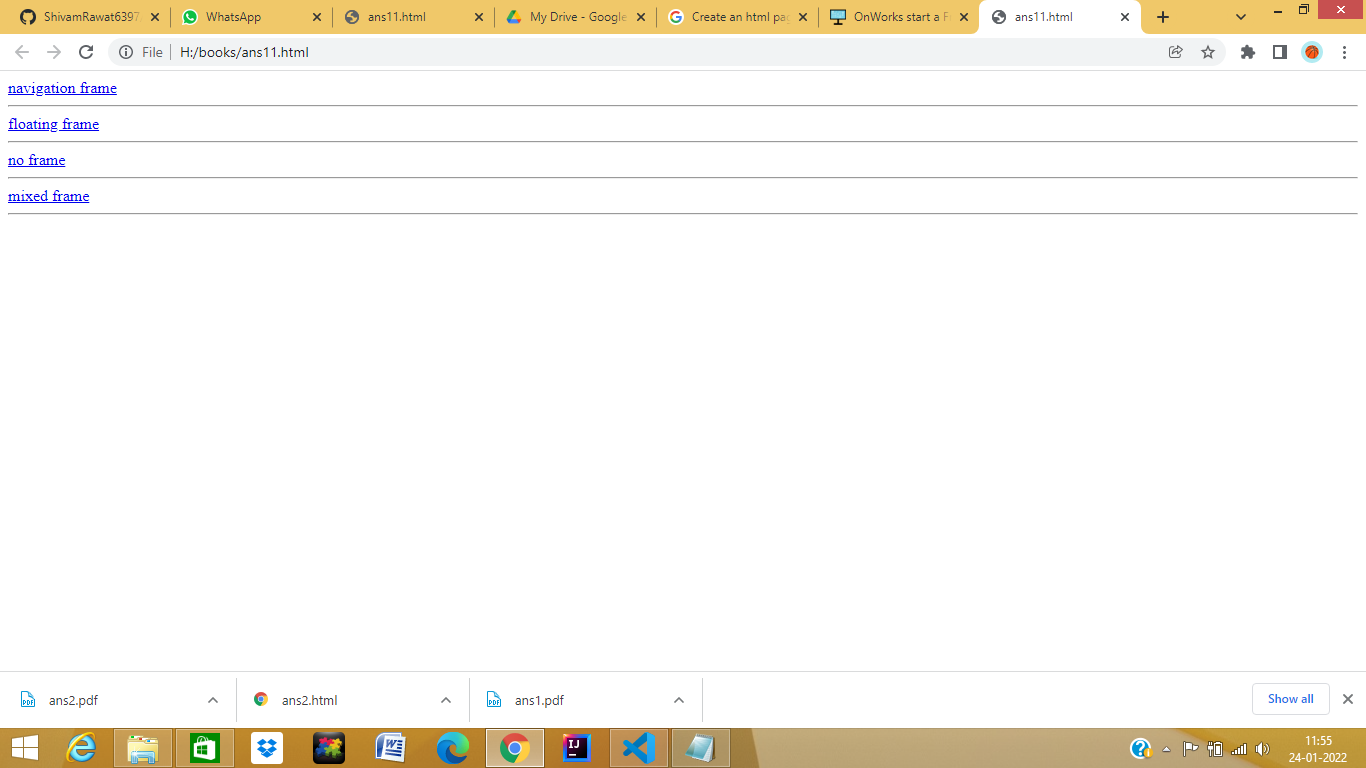 ShivamRawat6397
WhatsApp
ans11.html
My Drive - Google
Create an html pag
OnWorks start a F
ans11.html
File
H:/books/ans11.html
navigation frame
floating frame
no frame
mixed frame
ans2.pdf
ans2.html
ans1.pdf
Show all
11:55
24-01-2022